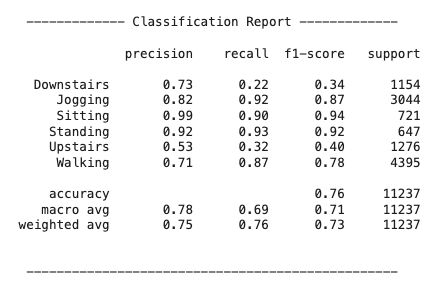 ------------- Classification Report -------------
precision recall f1-score support
Downstairs 0.73 0.22 0.34 1154
Jogging 0.82 0.92 0.87 3044
Sitting 0.99 0.90 0.94 721
Standing 0.92 0.93 0.92 647
Upstairs 0.53 0.32 0.40 1276
Walking 0.71 0.87 0.78 4395
accuracy 0.76 11237
macro avg 0.78 0.69 0.71 11237
weighted avg 0.75 0.76 0.73 11237
-------------------------------------------------